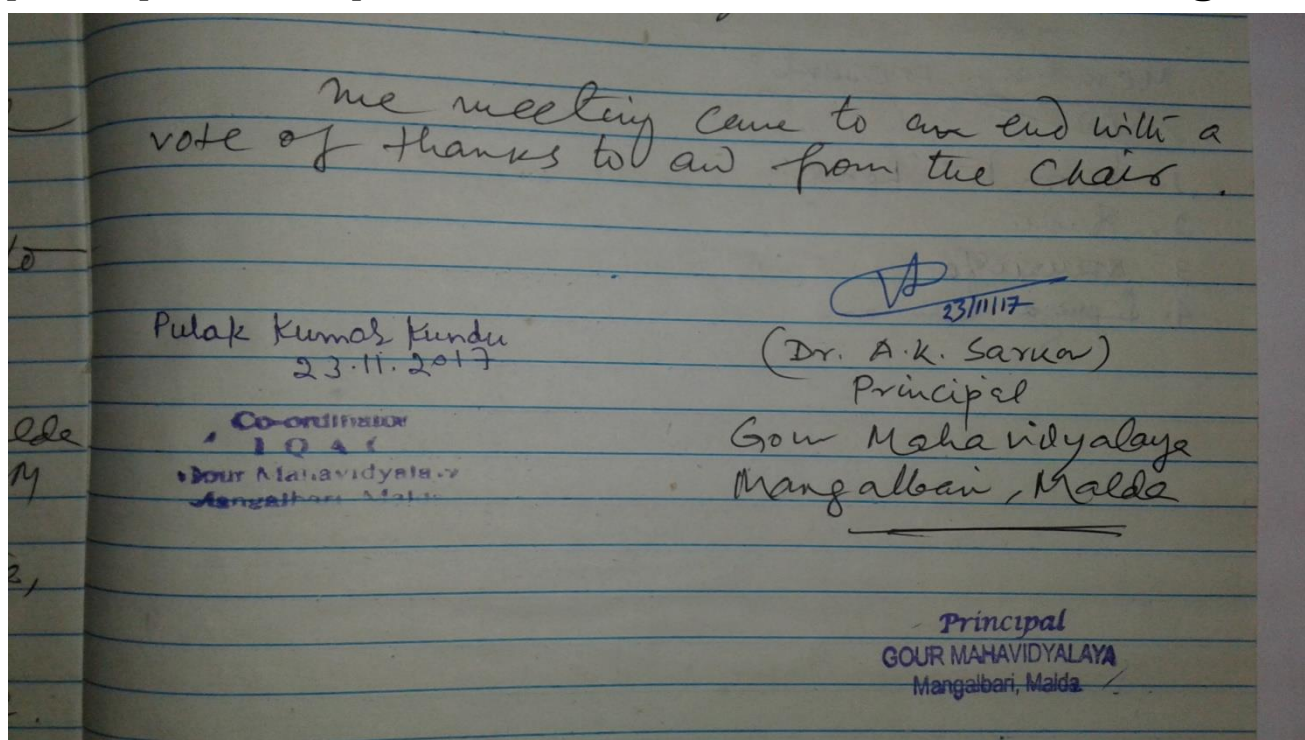 The meeting came to an end with a
vote of thanks to all from the Chair.
23/11/17
Pulak Kumar Kundu
23.11.2017
(Dr. A.K. Sarkar)
Principal
Gour Mahavidyalaya
Mangalbari, Malda
Co-ordinator
IQAC
Gour Mahavidyalaya
Mangalbari Malda
Principal
GOUR MAHAVIDYALAYA
Mangalbari, Malda